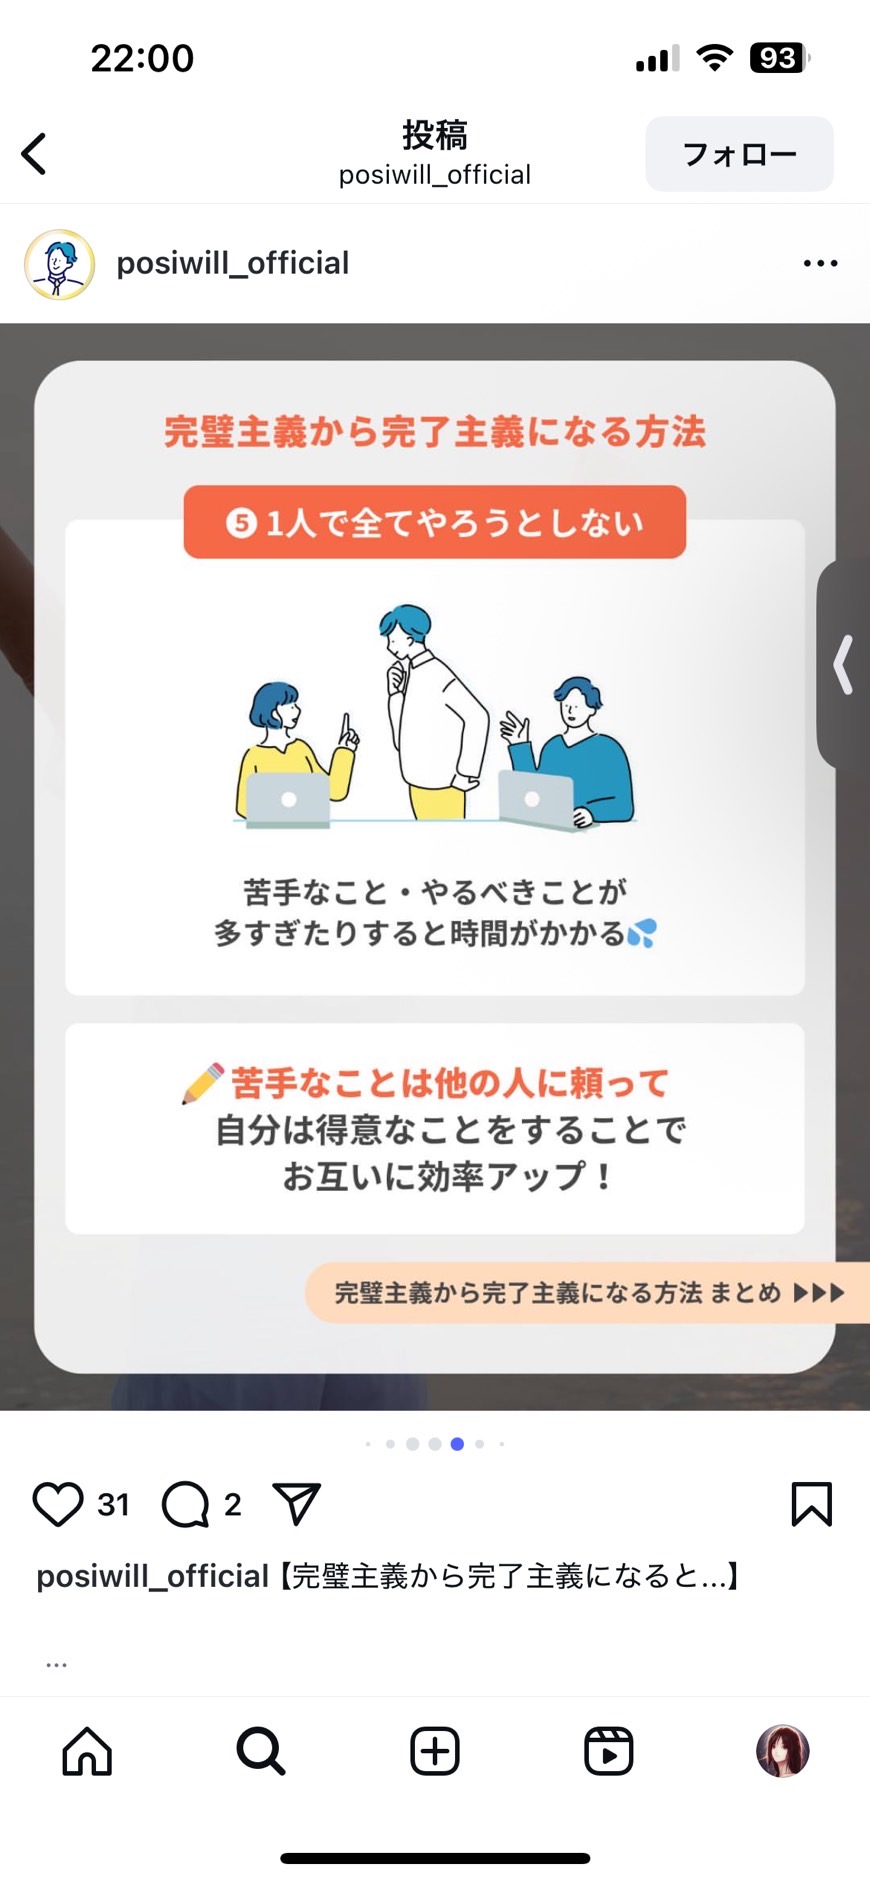 22:00
93
投稿
posiwill_official
フォロー
posiwill_official
完璧主義から完了主義になる方法
❺ 1人で全てやろうとしない
苦手なこと・やるべきことが
多すぎたりすると時間がかかる💦
✏️苦手なことは他の人に頼って
自分は得意なことをすることで
お互いに効率アップ！
完璧主義から完了主義になる方法 まとめ ▶▶▶
31
2
posiwill_official【完璧主義から完了主義になると...】
...